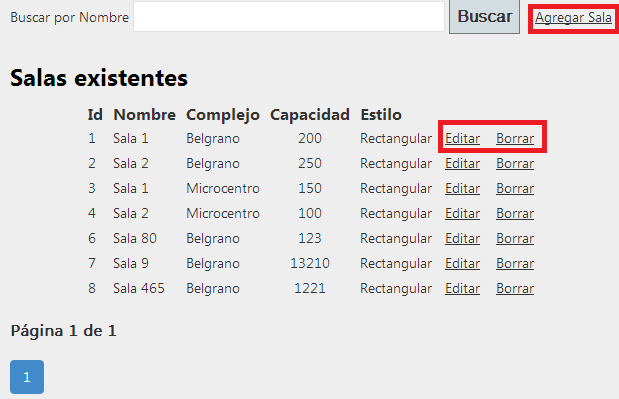 Buscar por Nombre Buscar Agregar Sala
Salas existentes
Id Nombre Complejo Capacidad Estilo
1 Sala 1 Belgrano 200 Rectangular Editar Borrar
2 Sala 2 Belgrano 250 Rectangular Editar Borrar
3 Sala 1 Microcentro 150 Rectangular Editar Borrar
4 Sala 2 Microcentro 100 Rectangular Editar Borrar
6 Sala 80 Belgrano 123 Rectangular Editar Borrar
7 Sala 9 Belgrano 13210 Rectangular Editar Borrar
8 Sala 465 Belgrano 1221 Rectangular Editar Borrar
Página 1 de 1
1